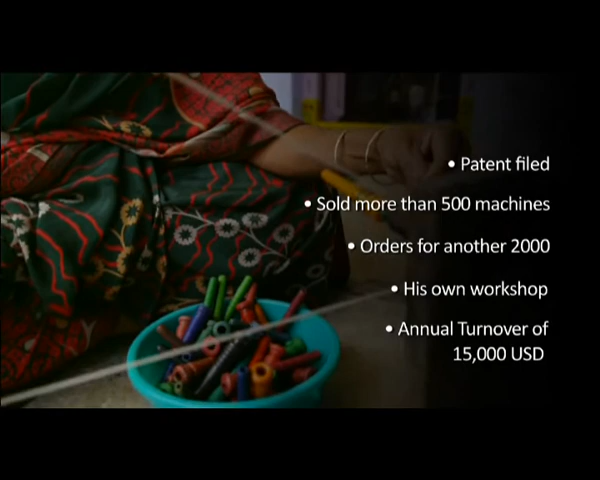 • Patent filed
• Sold more than 500 machines
• Orders for another 2000
• His own workshop
• Annual Turnover of
15,000 USD